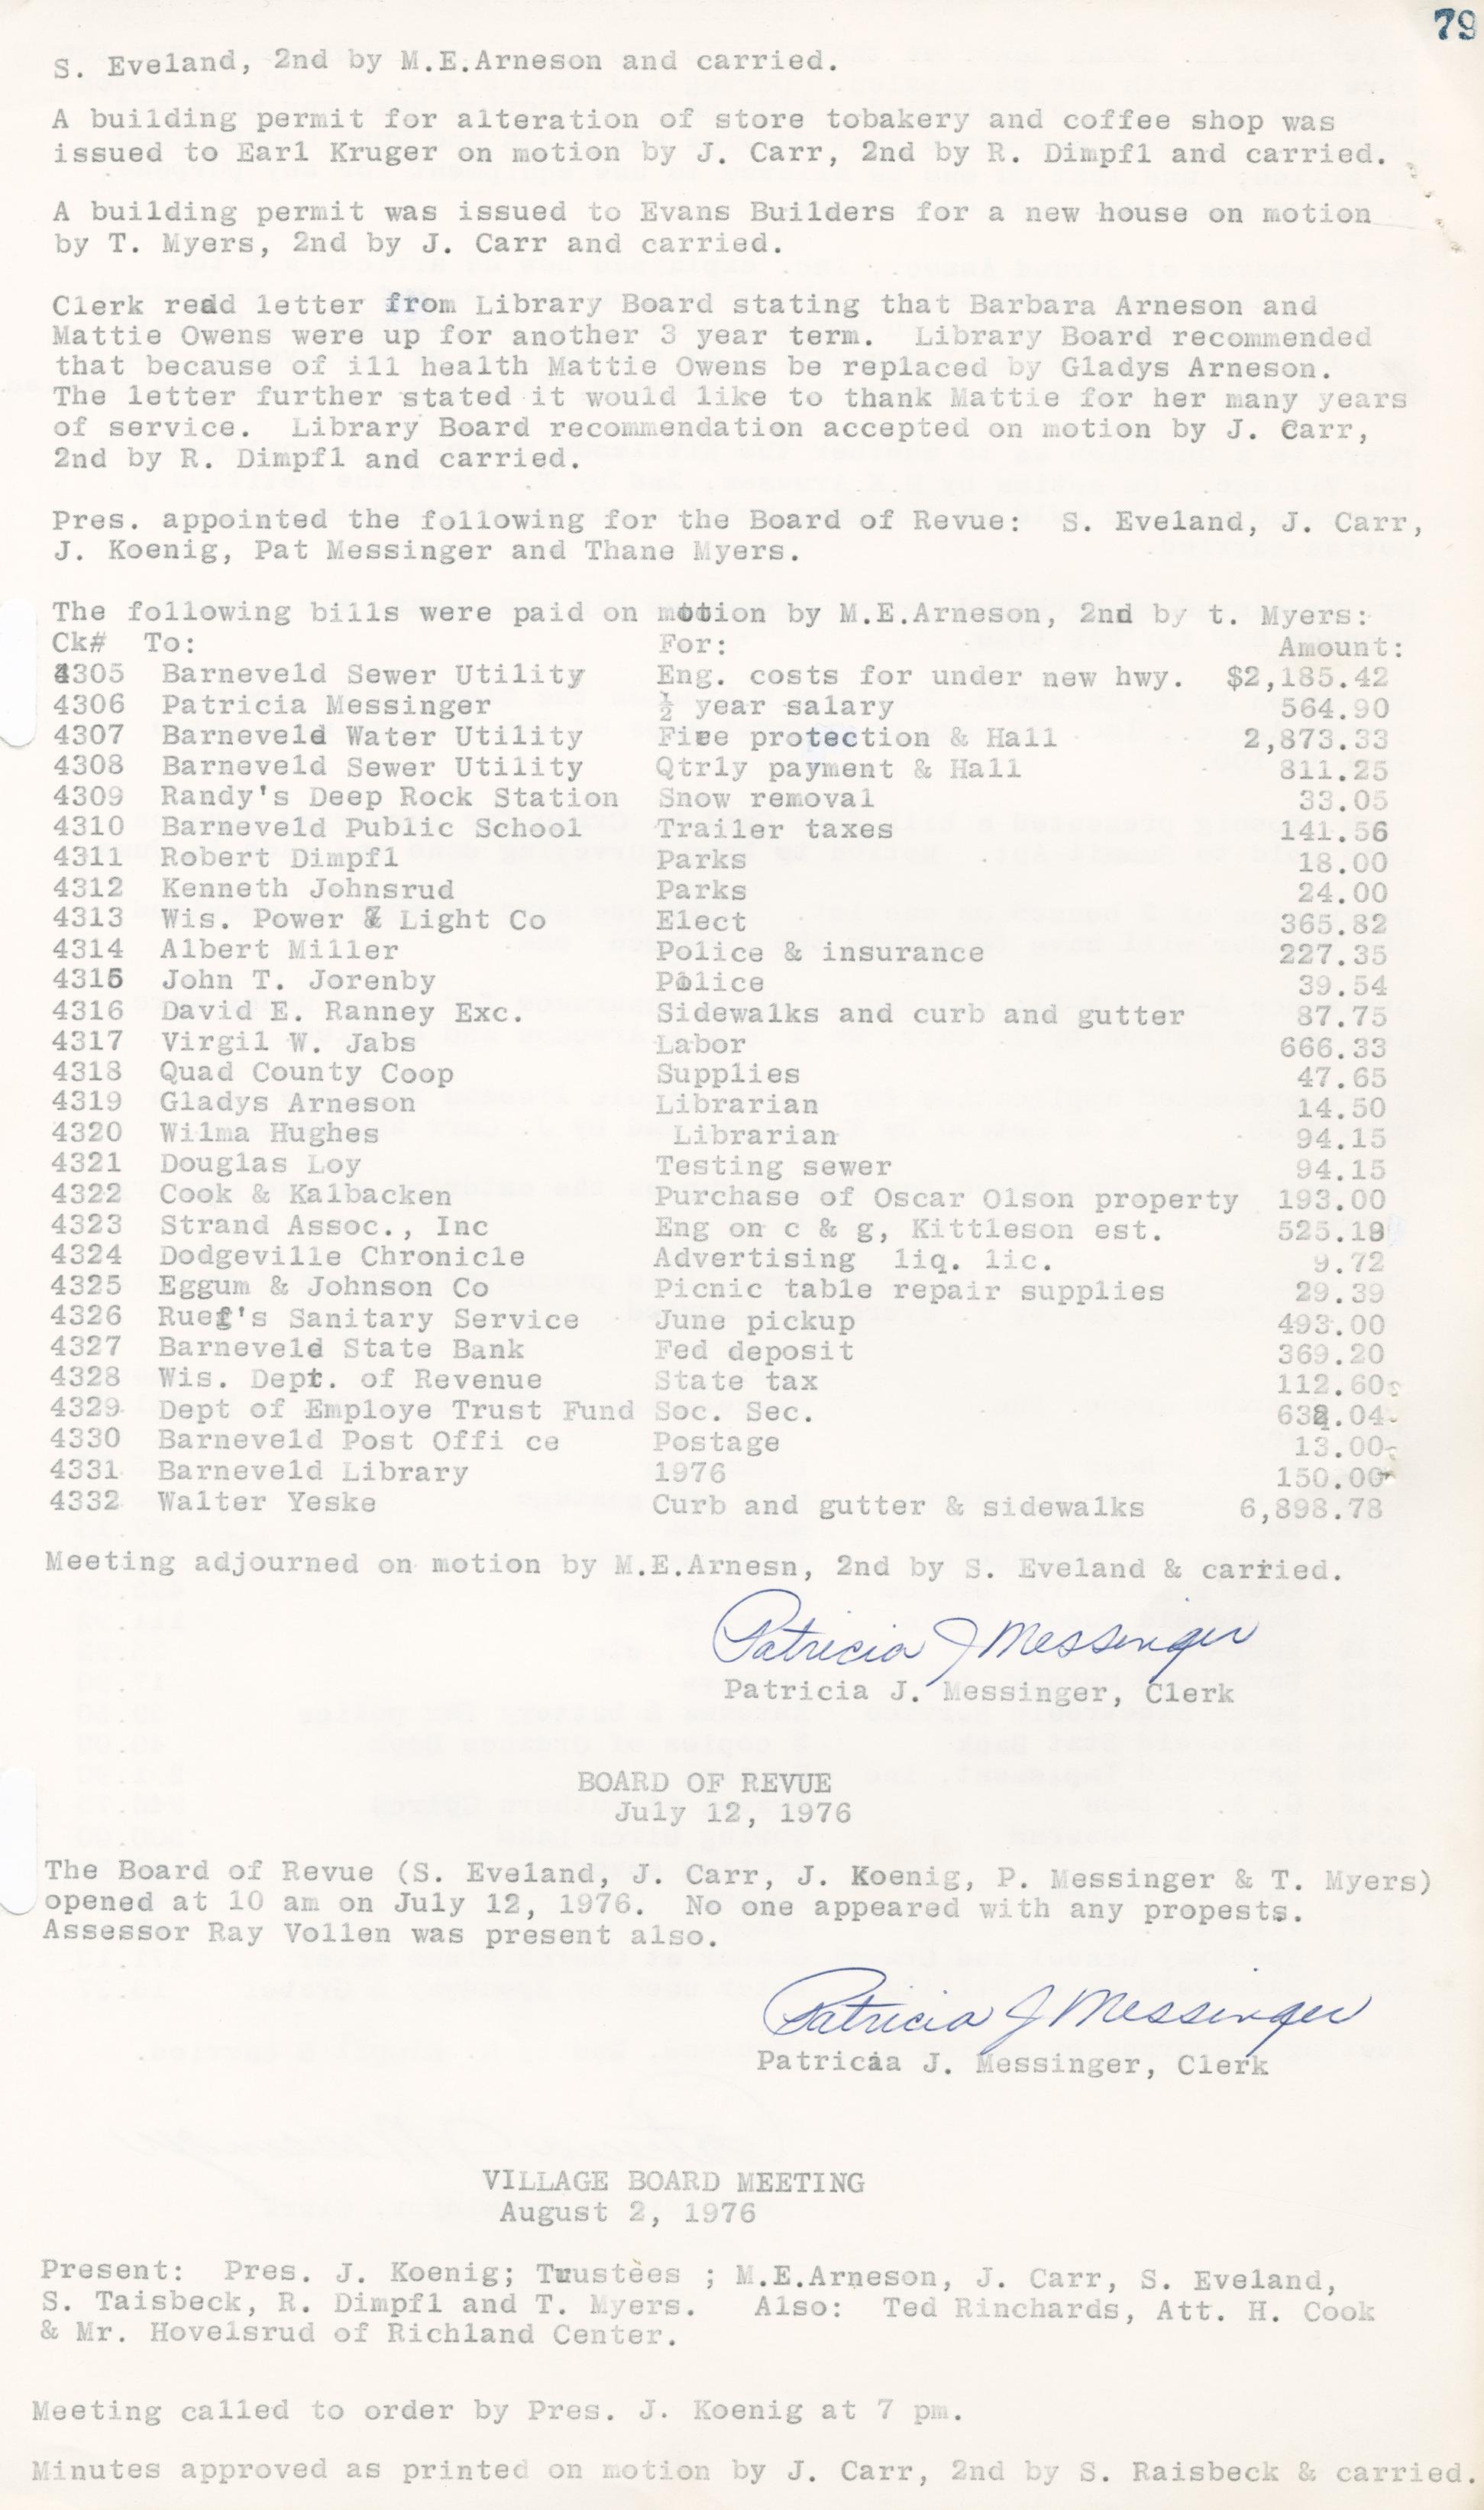 79
S. Eveland, 2nd by M.E.Arneson and carried.
A building permit for alteration of store tobakery and coffee shop was
issued to Earl Kruger on motion by J. Carr, 2nd by R. Dimpfl and carried.
A building permit was issued to Evans Builders for a new house on motion
by T. Myers, 2nd by J. Carr and carried.
Clerk readd letter from Library Board stating that Barbara Arneson and
Mattie Owens were up for another 3 year term.  Library Board recommended
that because of ill health Mattie Owens be replaced by Gladys Arneson.
The letter further stated it would like to thank Mattie for her many years
of service.  Library Board recommendation accepted on motion by J. Carr,
2nd by R. Dimpfl and carried.
Pres. appointed the following for the Board of Revue:  S. Eveland, J. Carr,
J. Koenig, Pat Messinger and Thane Myers.
The following bills were paid on mottion by M.E.Arneson, 2nd by t. Myers:
Ck# To: For: Amount:
4305 Barneveld Sewer Utility Eng. costs for under new hwy. $2,185.42
4306 Patricia Messinger ½ year salary 564.90
4307 Barneveld Water Utility Fire protection & Hall 2,873.33
4308 Barneveld Sewer Utility Qtrly payment & Hall 811.25
4309 Randy's Deep Rock Station Snow removal 33.05
4310 Barneveld Public School Trailer taxes 141.56
4311 Robert Dimpfl Parks 18.00
4312 Kenneth Johnsrud Parks 24.00
4313 Wis. Power & Light Co Elect 365.82
4314 Albert Miller Police & insurance 227.35
4315 John T. Jorenby Police 39.54
4316 David E. Ranney Exc. Sidewalks and curb and gutter 87.75
4317 Virgil W. Jabs Labor 666.33
4318 Quad County Coop Supplies 47.65
4319 Gladys Arneson Librarian 14.50
4320 Wilma Hughes Librarian 94.15
4321 Douglas Loy Testing sewer 94.15
4322 Cook & Kalbacken Purchase of Oscar Olson property 193.00
4323 Strand Assoc., Inc Eng on c & g, Kittleson est. 525.19
4324 Dodgeville Chronicle Advertising liq. lic. 9.72
4325 Eggum & Johnson Co Picnic table repair supplies 29.39
4326 Ruef's Sanitary Service June pickup 493.00
4327 Barneveld State Bank Fed deposit 369.20
4328 Wis. Dept. of Revenue State tax 112.60
4329 Dept of Employe Trust Fund Soc. Sec.
4330 Barneveld Post Offi ce Postage 13.00
4331 Barneveld Library 1976 150.00
4332 Walter Yeske Curb and gutter & sidewalks 6,898.78
Meeting adjourned on motion by M.E.Arnesn, 2nd by S. Eveland & carried.
Patricia J Messinger
Patricia J. Messinger, Clerk
BOARD OF REVUE
July 12, 1976
The Board of Revue (S. Eveland, J. Carr, J. Koenig, P. Messinger & T. Myers)
opened at 10 am on July 12, 1976.  No one appeared with any propests.
Assessor Ray Vollen was present also.
Patricia J Messinger
Patricia J. Messinger, Clerk
VILLAGE BOARD MEETING
August 2, 1976
Present:  Pres. J. Koenig; Trustees ; M.E.Arneson, J. Carr, S. Eveland,
S. Taisbeck, R. Dimpfl and T. Myers.   Also:  Ted Rinchards, Att. H. Cook
& Mr. Hovelsrud of Richland Center.
Meeting called to order by Pres. J. Koenig at 7 pm.
Minutes approved as printed on motion by J. Carr, 2nd by S. Raisbeck & carried.